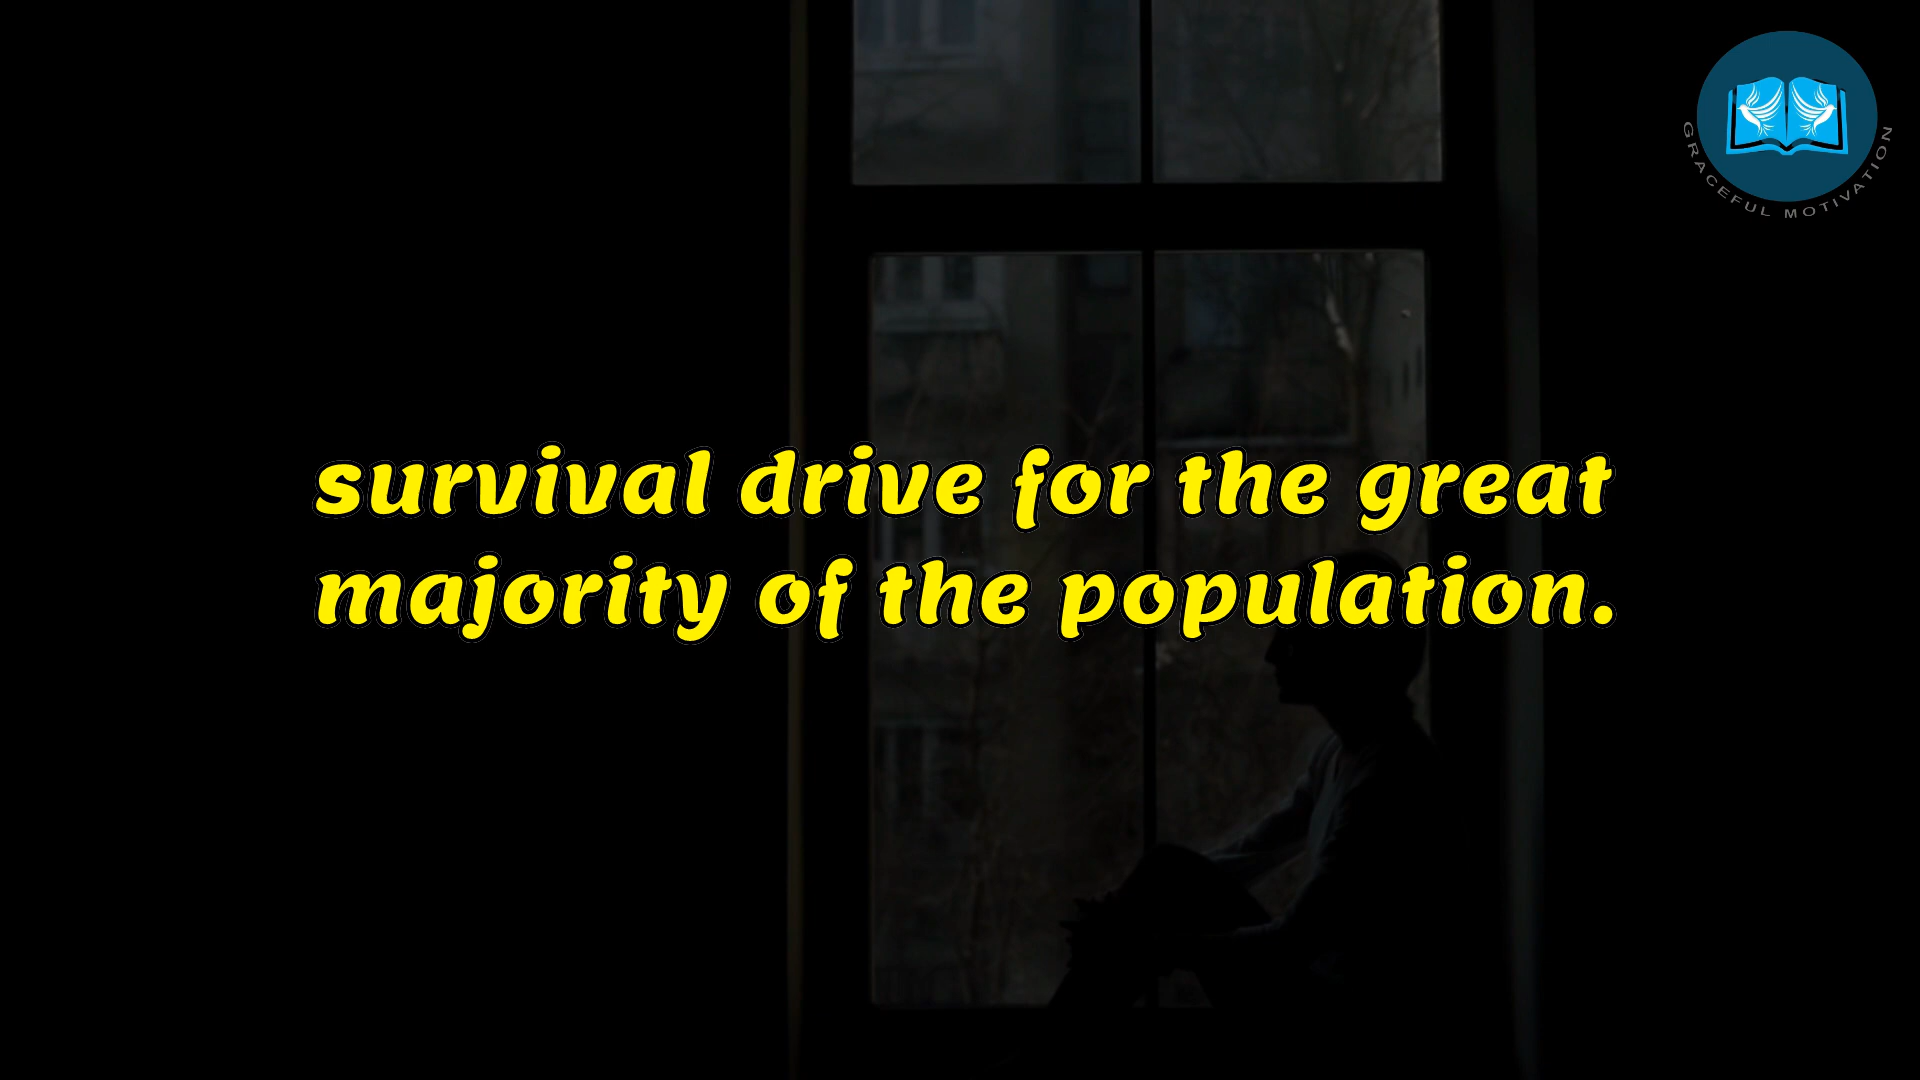 GRACEFUL MOTIVATION
survival drive for the great
majority of the population.